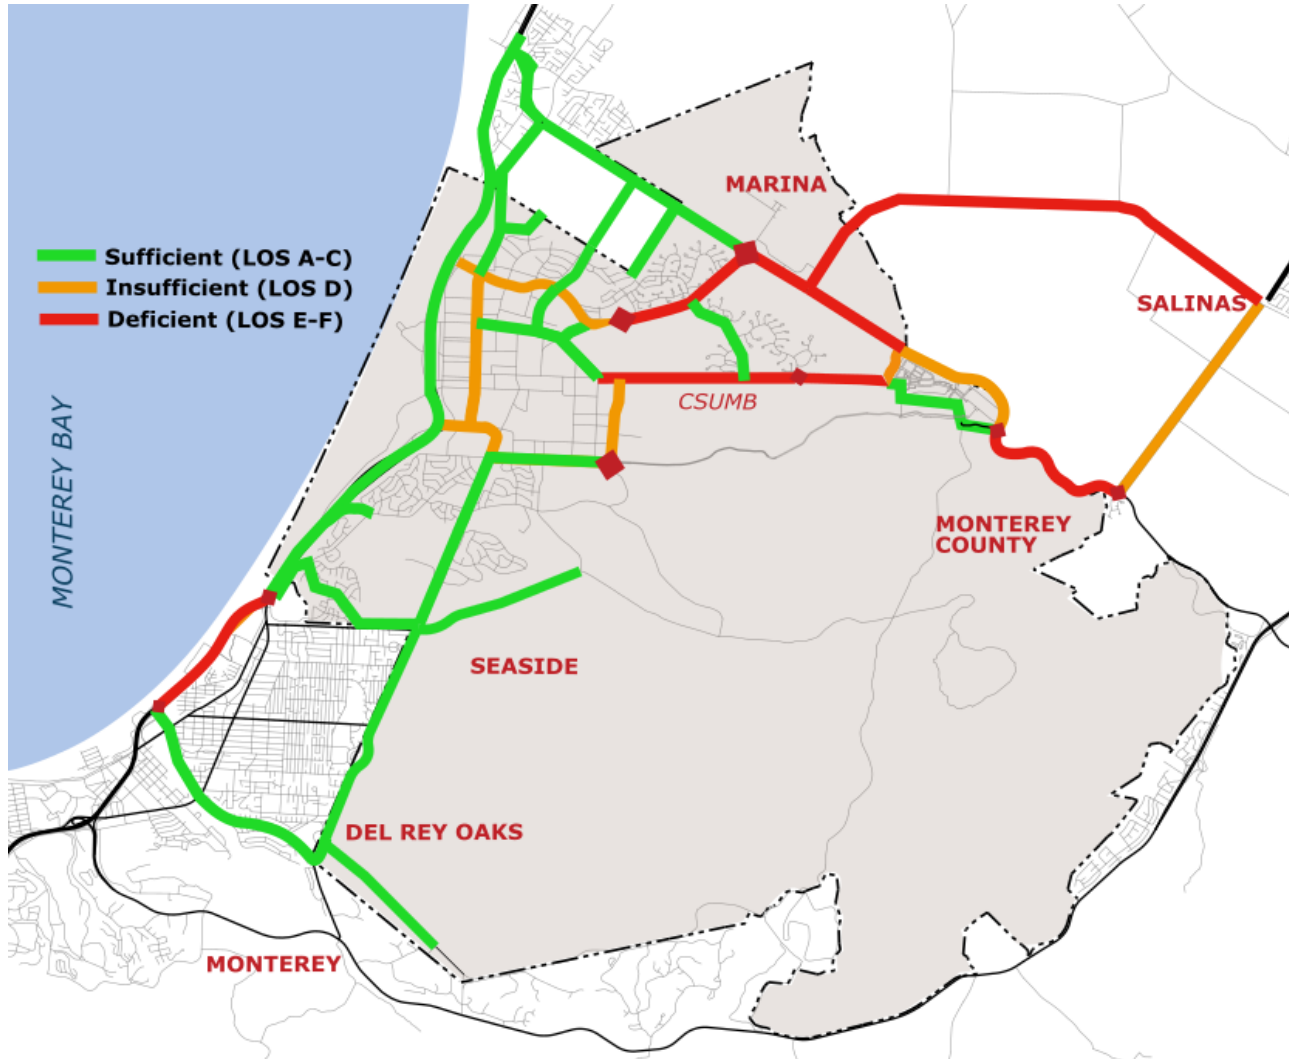 MARINA
Sufficient (LOS A-C)
Insufficient (LOS D)
Deficient (LOS E-F)
SALINAS
CSUMB
MONTEREY BAY
MONTEREY
COUNTY
SEASIDE
DEL REY OAKS
MONTEREY